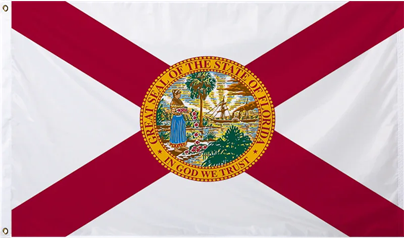 GREAT SEAL OF THE STATE OF FLORIDA
IN GOD WE TRUST